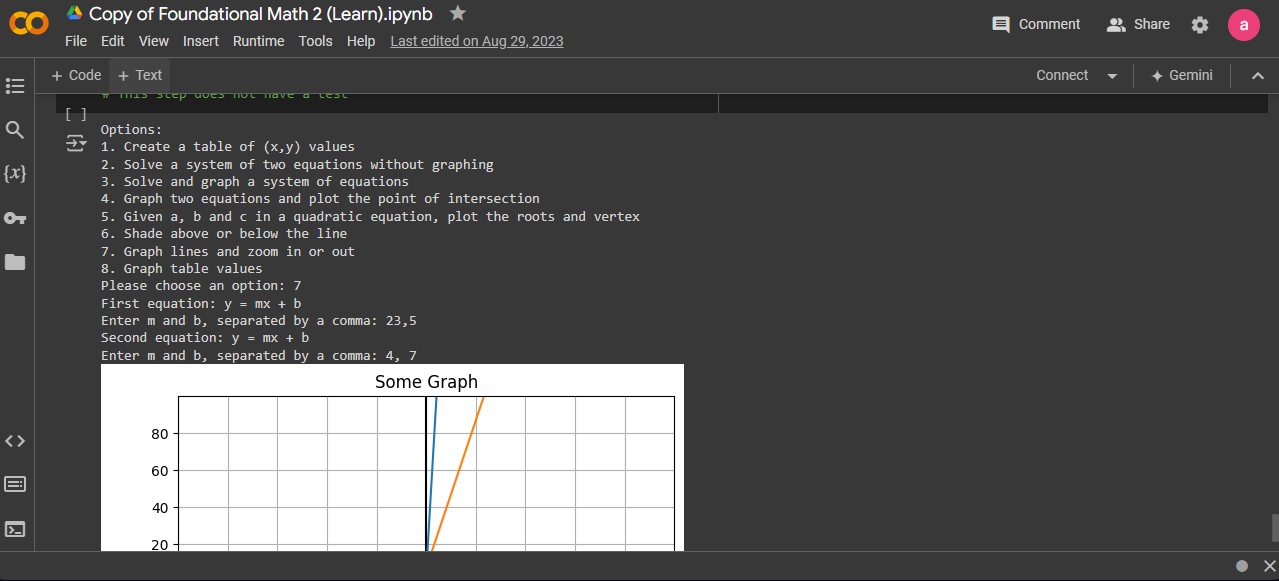 Copy of Foundational Math 2 (Learn).ipynb
File Edit View Insert Runtime Tools Help Last edited on Aug 29, 2023
Comment Share a
+ Code + Text Connect Gemini
# This step does not have a test
[ ]
Options:
1. Create a table of (x,y) values
2. Solve a system of two equations without graphing
3. Solve and graph a system of equations
4. Graph two equations and plot the point of intersection
5. Given a, b and c in a quadratic equation, plot the roots and vertex
6. Shade above or below the line
7. Graph lines and zoom in or out
8. Graph table values
Please choose an option: 7
First equation: y = mx + b
Enter m and b, separated by a comma: 23,5
Second equation: y = mx + b
Enter m and b, separated by a comma: 4, 7
Some Graph
80
60
40
20
{x}